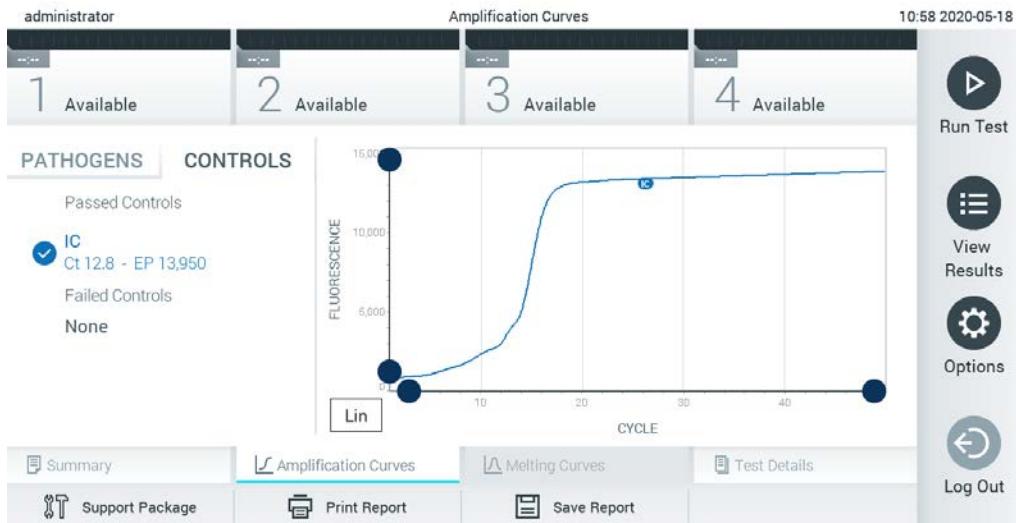 administrator
Amplification Curves
10:58 2020-05-18
--:--
--:--
--:--
--:--
1 Available
2 Available
3 Available
4 Available
Run Test
PATHOGENS
CONTROLS
Passed Controls
IC
Ct 12.8 - EP 13,950
Failed Controls
None
FLUORESCENCE
15,00
10,000
5,000
0
IC
10
20
30
40
CYCLE
Lin
View
Results
Options
Log Out
Summary
Amplification Curves
Melting Curves
Test Details
Support Package
Print Report
Save Report